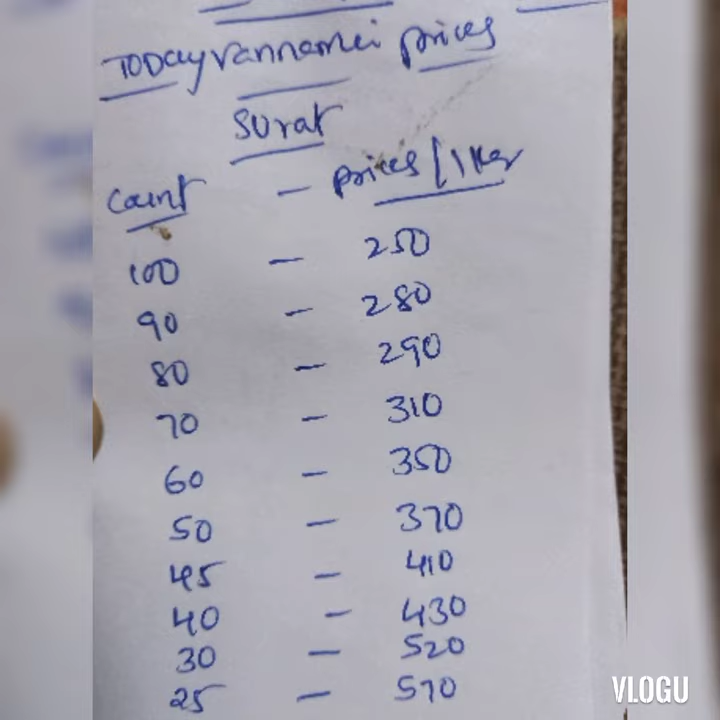 TODay vannamei prices
Surat
Count - prices/1kg
100 - 250
90 - 280
80 - 290
70 - 310
60 - 350
50 - 370
45 - 410
40 - 430
30 - 520
25 - 570
VLOGU